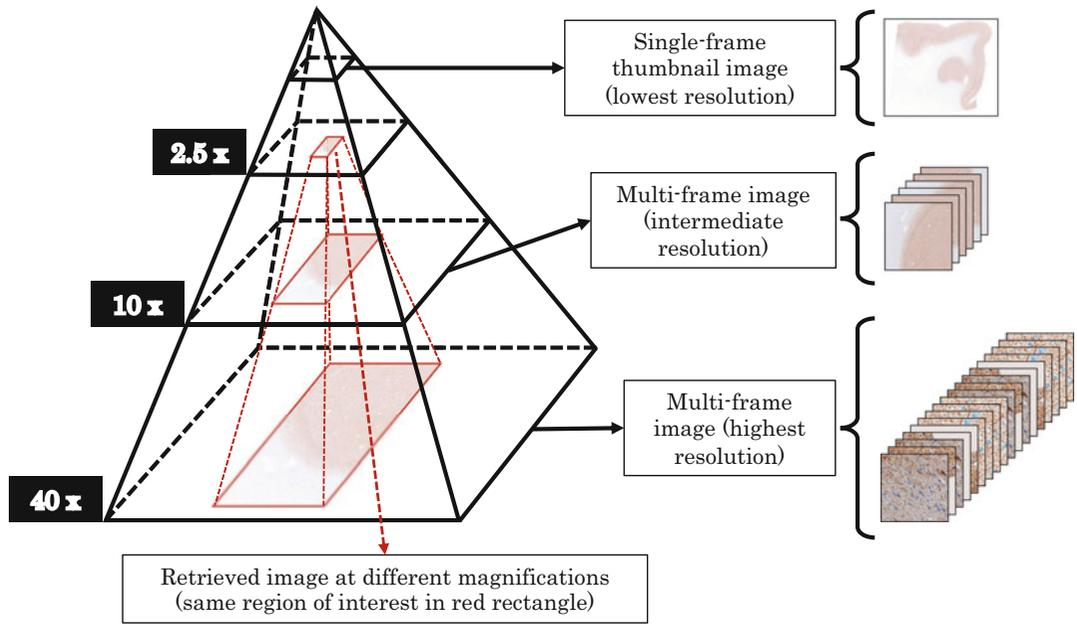 Single-frame
thumbnail image
(lowest resolution)
2.5 x
Multi-frame image
(intermediate
resolution)
10 x
Multi-frame
image (highest
resolution)
40 x
Retrieved image at different magnifications
(same region of interest in red rectangle)